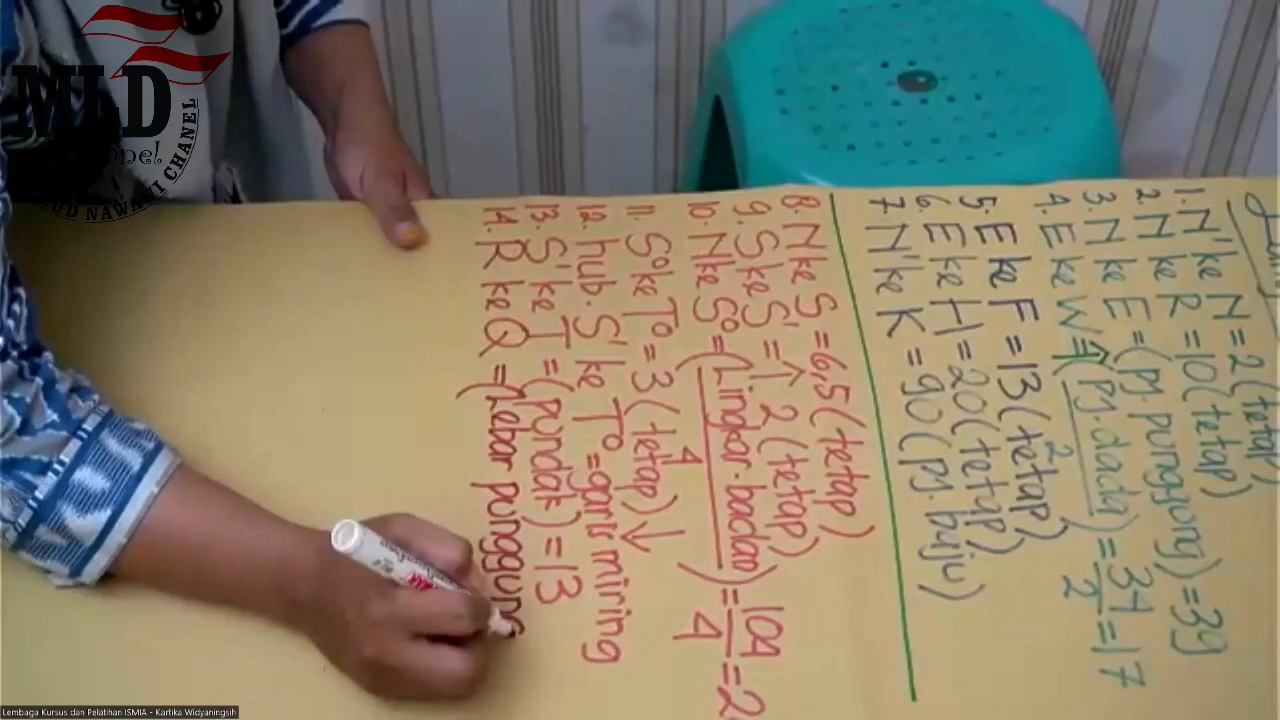 MLD
CHANEL
1. N' ke N = 2 (tetap)
2. N ke R = 10 (tetap)
3. N ke E = (pj. punggung) = 39
4. E ke W = ↑ (pj. dada) = 34 = 17
2 2
5. E ke F = 13 (tetap)
6. E ke H = 20 (tetap)
7. N' ke K = 90 (pj. baju)
8. N ke S = 6,5 (tetap)
9. S ke S' = ↑ 2 (tetap)
10. N ke S° = (Lingkar badan) = 104 = 2
4 4
11. S° ke T° = 3 (tetap) ↓
12. hub. S' ke T° = garis miring
13. S' ke T = (pundak) = 13
14. R ke Q = (Lebar punggung
Lembaga Kursus dan Pelatihan ISMIA - Kartika Widyaningsih